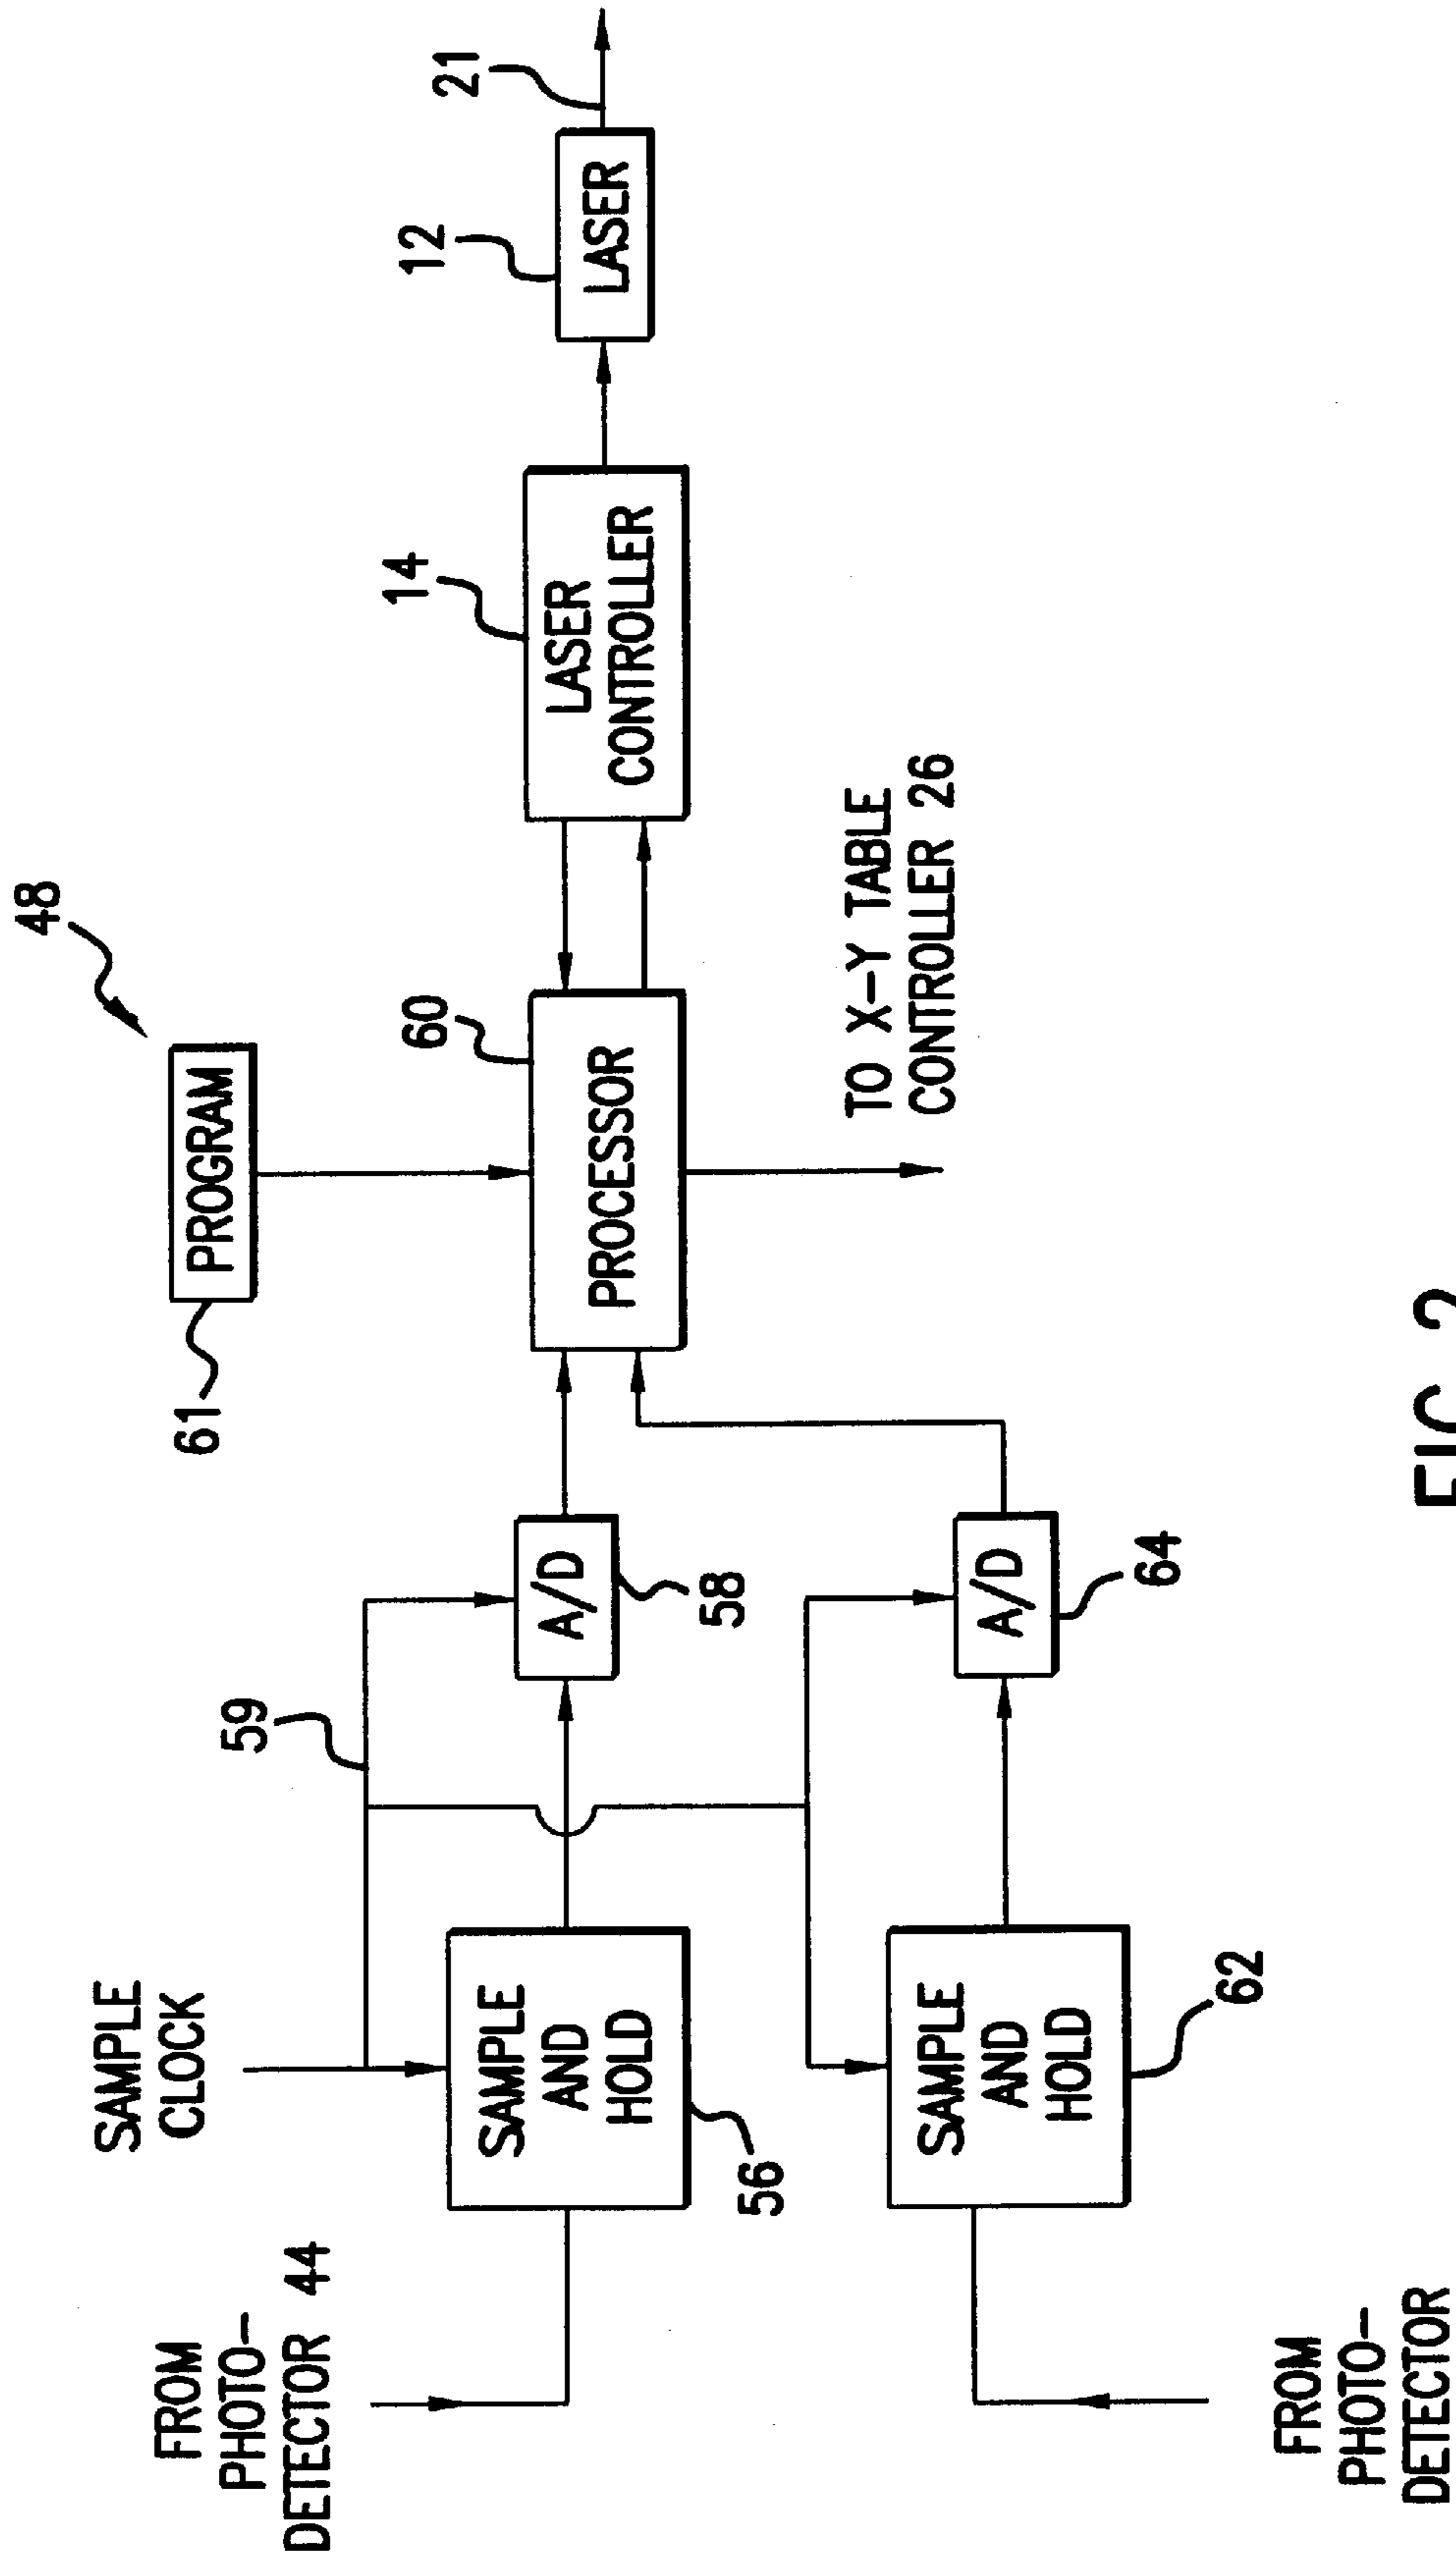 48
61
PROGRAM
21
12
LASER
14
LASER
CONTROLLER
60
PROCESSOR
TO X-Y TABLE
CONTROLLER 26
59
A/D
58
A/D
64
SAMPLE
CLOCK
SAMPLE
AND
HOLD
56
SAMPLE
AND
HOLD
62
FROM
PHOTO-
DETECTOR 44
FROM
PHOTO-
DETECTOR